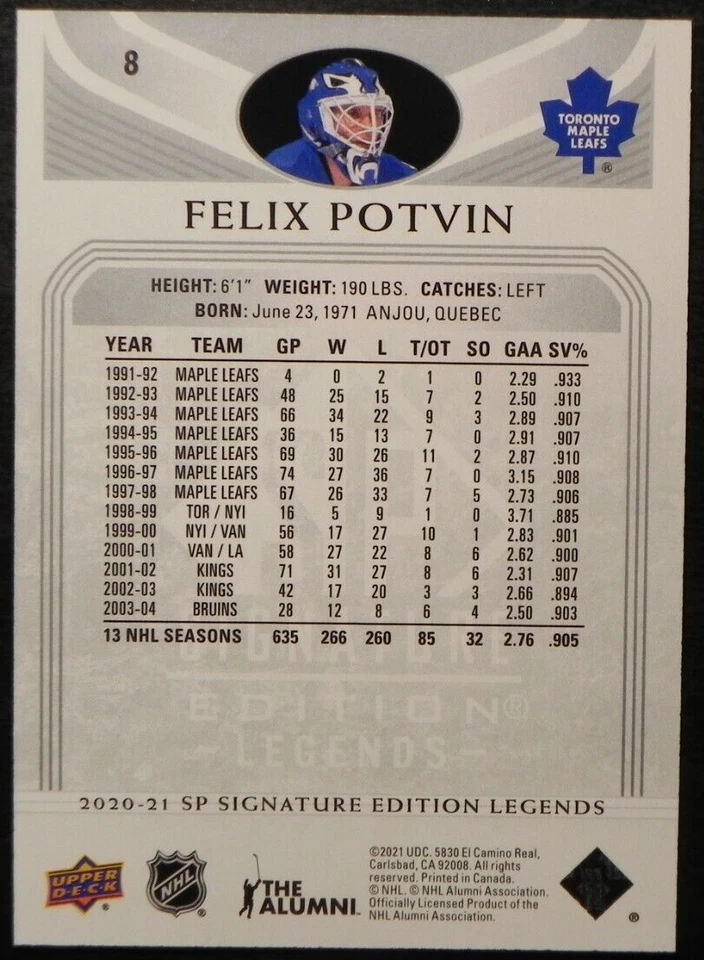 8
TORONTO
MAPLE
LEAFS
®
FELIX POTVIN
HEIGHT: 6'1" WEIGHT: 190 LBS. CATCHES: LEFT
BORN: June 23, 1971 ANJOU, QUEBEC
YEAR TEAM GP W L T/OT SO GAA SV%
1991-92 MAPLE LEAFS 4 0 2 1 0 2.29 .933
1992-93 MAPLE LEAFS 48 25 15 7 2 2.50 .910
1993-94 MAPLE LEAFS 66 34 22 9 3 2.89 .907
1994-95 MAPLE LEAFS 36 15 13 7 0 2.91 .907
1995-96 MAPLE LEAFS 69 30 26 11 2 2.87 .910
1996-97 MAPLE LEAFS 74 27 36 7 0 3.15 .908
1997-98 MAPLE LEAFS 67 26 33 7 5 2.73 .906
1998-99 TOR / NYI 16 5 9 1 0 3.71 .885
1999-00 NYI / VAN 56 17 27 10 1 2.83 .901
2000-01 VAN / LA 58 27 22 8 6 2.62 .900
2001-02 KINGS 71 31 27 8 6 2.31 .907
2002-03 KINGS 42 17 20 3 3 2.66 .894
2003-04 BRUINS 28 12 8 6 4 2.50 .903
13 NHL SEASONS 635 266 260 85 32 2.76 .905
SIGNATURE
EDITION®
–LEGENDS–
2020-21 SP SIGNATURE EDITION LEGENDS
UPPER
DECK
®
NHL
®
THE
ALUMNI
©2021 UDC. 5830 El Camino Real,
Carlsbad, CA 92008. All rights
reserved. Printed in Canada.
© NHL. © NHL Alumni Association.
Officially Licensed Product of the
NHL Alumni Association.
®